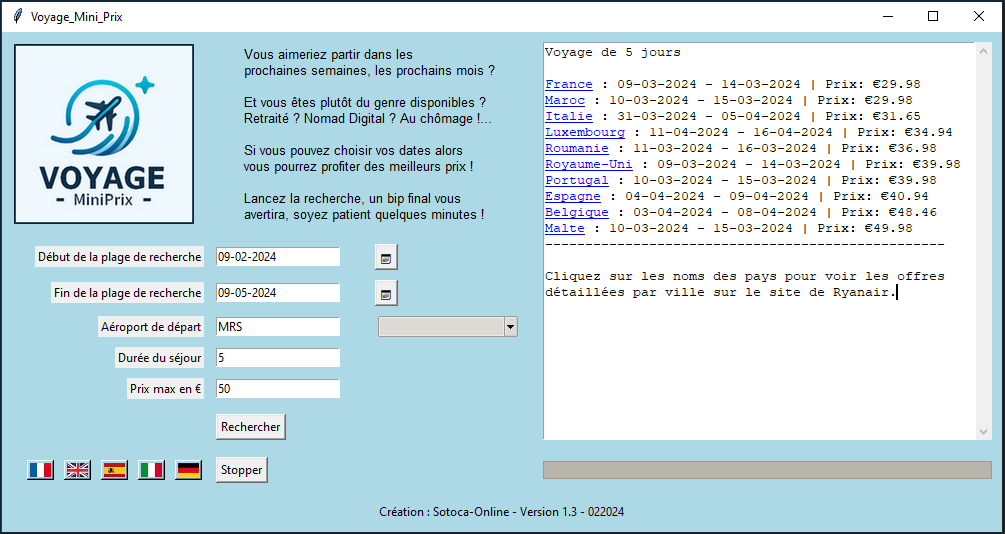 Voyage_Mini_Prix
VOYAGE
- MiniPrix -
Vous aimeriez partir dans les
prochaines semaines, les prochains mois ?
Et vous êtes plutôt du genre disponibles ?
Retraité ? Nomad Digital ? Au chômage !...
Si vous pouvez choisir vos dates alors
vous pourrez profiter des meilleurs prix !
Lancez la recherche, un bip final vous
avertira, soyez patient quelques minutes !
Début de la plage de recherche
09-02-2024
Fin de la plage de recherche
09-05-2024
Aéroport de départ
MRS
Durée du séjour
5
Prix max en €
50
Rechercher
Stopper
Voyage de 5 jours
France : 09-03-2024 - 14-03-2024 | Prix: €29.98
Maroc : 10-03-2024 - 15-03-2024 | Prix: €29.98
Italie : 31-03-2024 - 05-04-2024 | Prix: €31.65
Luxembourg : 11-04-2024 - 16-04-2024 | Prix: €34.94
Roumanie : 11-03-2024 - 16-03-2024 | Prix: €36.98
Royaume-Uni : 09-03-2024 - 14-03-2024 | Prix: €39.98
Portugal : 10-03-2024 - 15-03-2024 | Prix: €39.98
Espagne : 04-04-2024 - 09-04-2024 | Prix: €40.94
Belgique : 03-04-2024 - 08-04-2024 | Prix: €48.46
Malte : 10-03-2024 - 15-03-2024 | Prix: €49.98
--------------------------------------------------
Cliquez sur les noms des pays pour voir les offres
détaillées par ville sur le site de Ryanair.
Création : Sotoca-Online - Version 1.3 - 022024